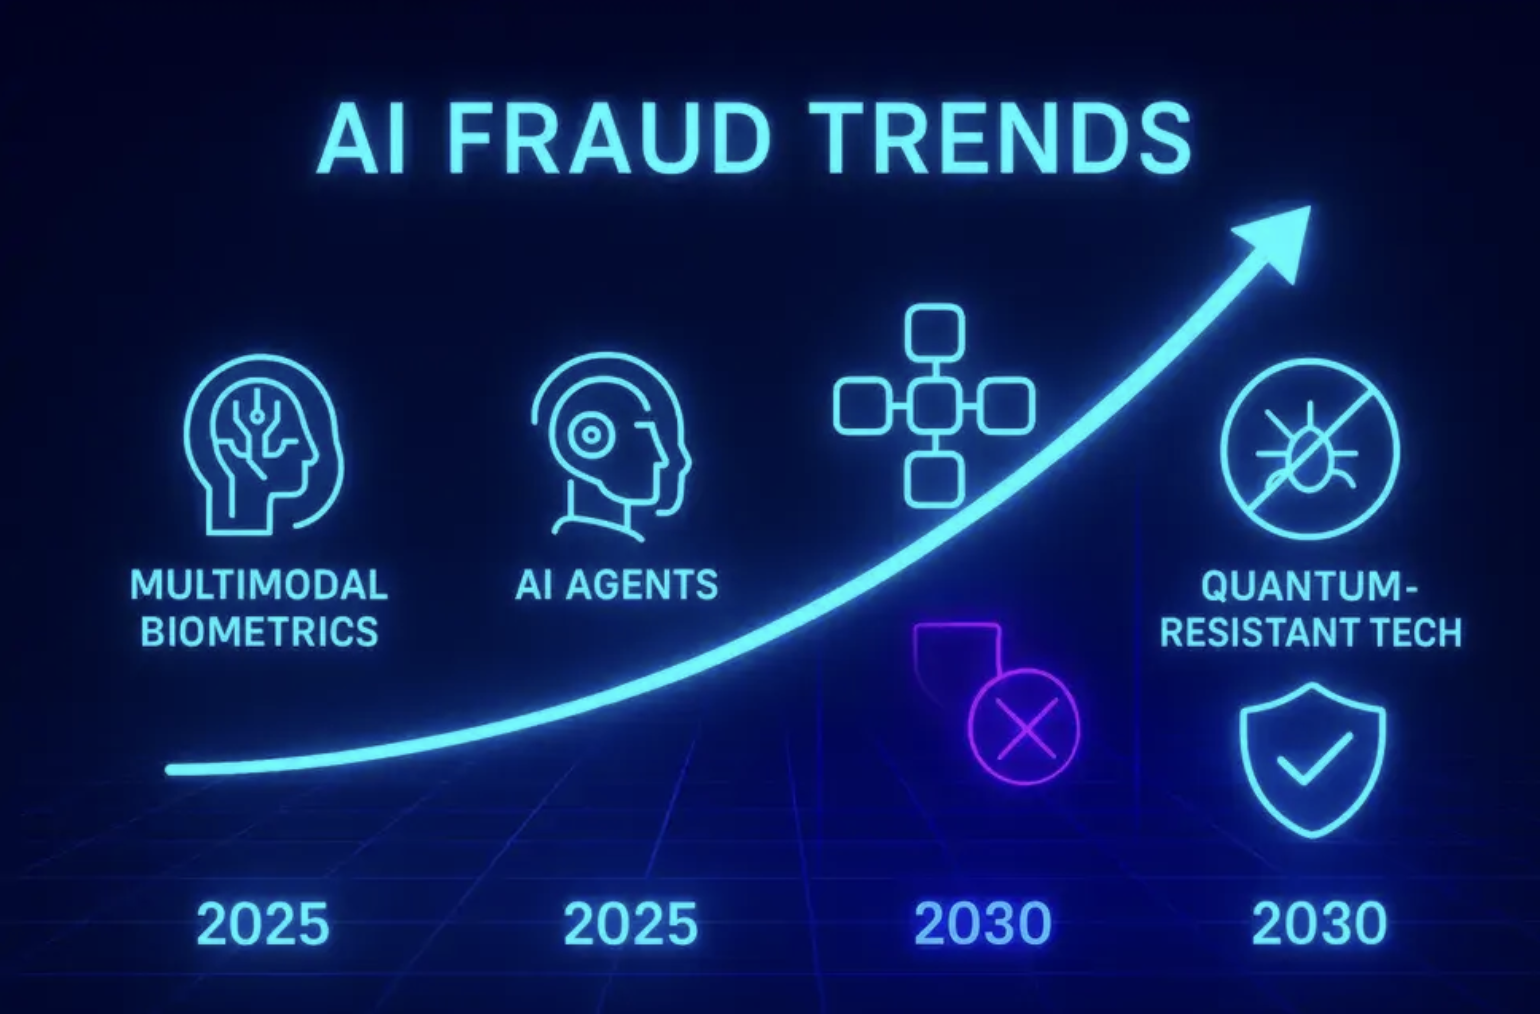 AI FRAUD TRENDS
MULTIMODAL
BIOMETRICS
AI AGENTS
QUANTUM-
RESISTANT TECH
2025
2025
2030
2030